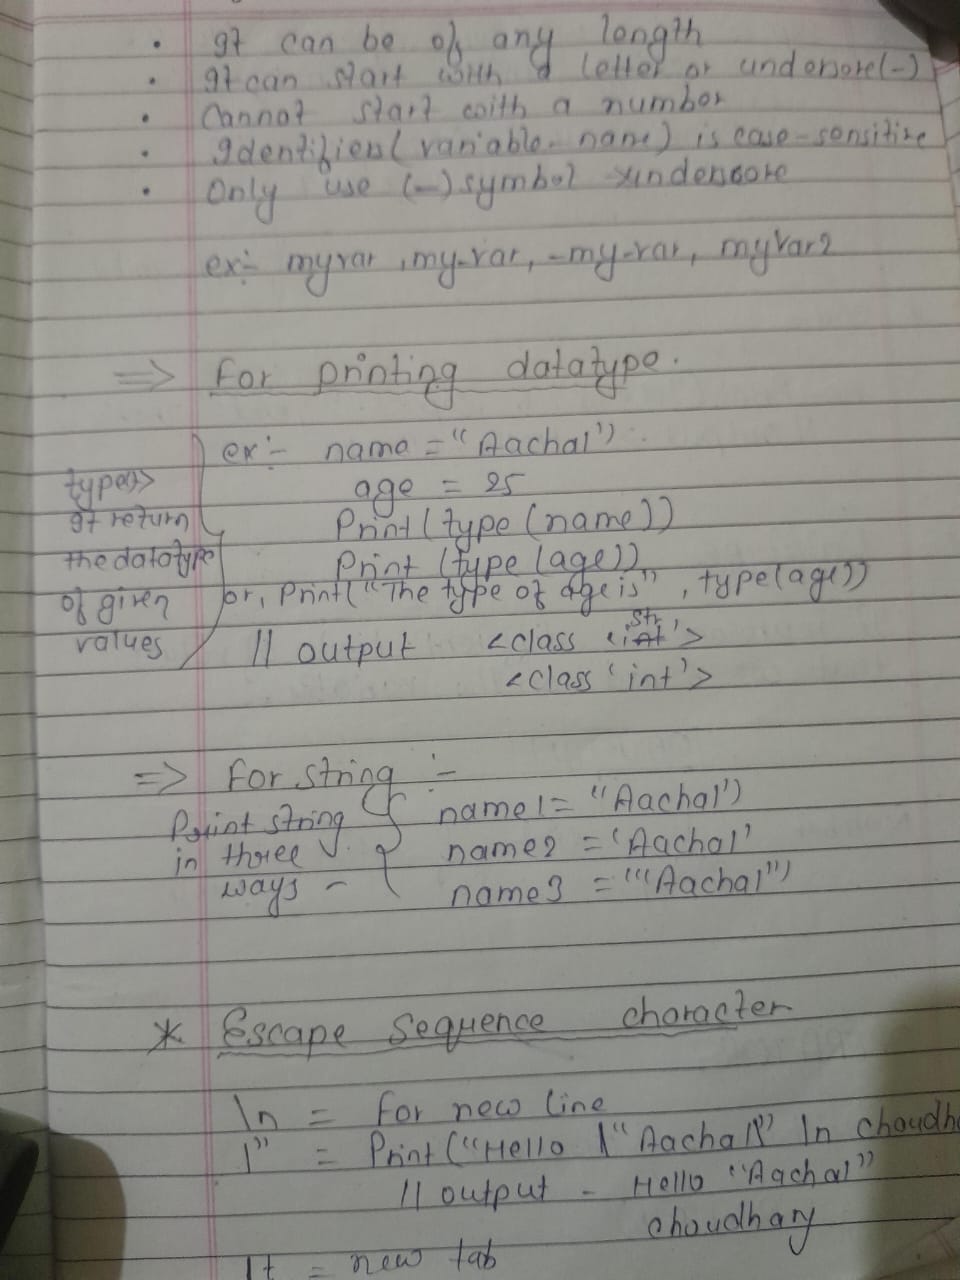 • It can be of any length
• It can start with a letter or underscore(_)
• Cannot start with a number
• Identifiers (variable-name) is case-sensitive
• Only use (_) symbol underscore
ex:- myvar, my_var, _my_var, myVar2
=> For printing datatype.
ex:- name = "Aachal")
age = 25
Print (type (name))
Print (type (age))
or, Print("The type of age is", type(age))
// output <class 'str'>
<class 'int'>
type()>
It return
the datatype
of given
values
=> For string :-
Print string
in three
ways -
name1 = "Aachal")
name2 = 'Aachal'
name3 = "'"Aachal")
* Escape Sequence character
\n = For new line
\" = Print("Hello \"Aachal\" \n choudh
// output - Hello "Aachal"
choudhary
\t = new tab